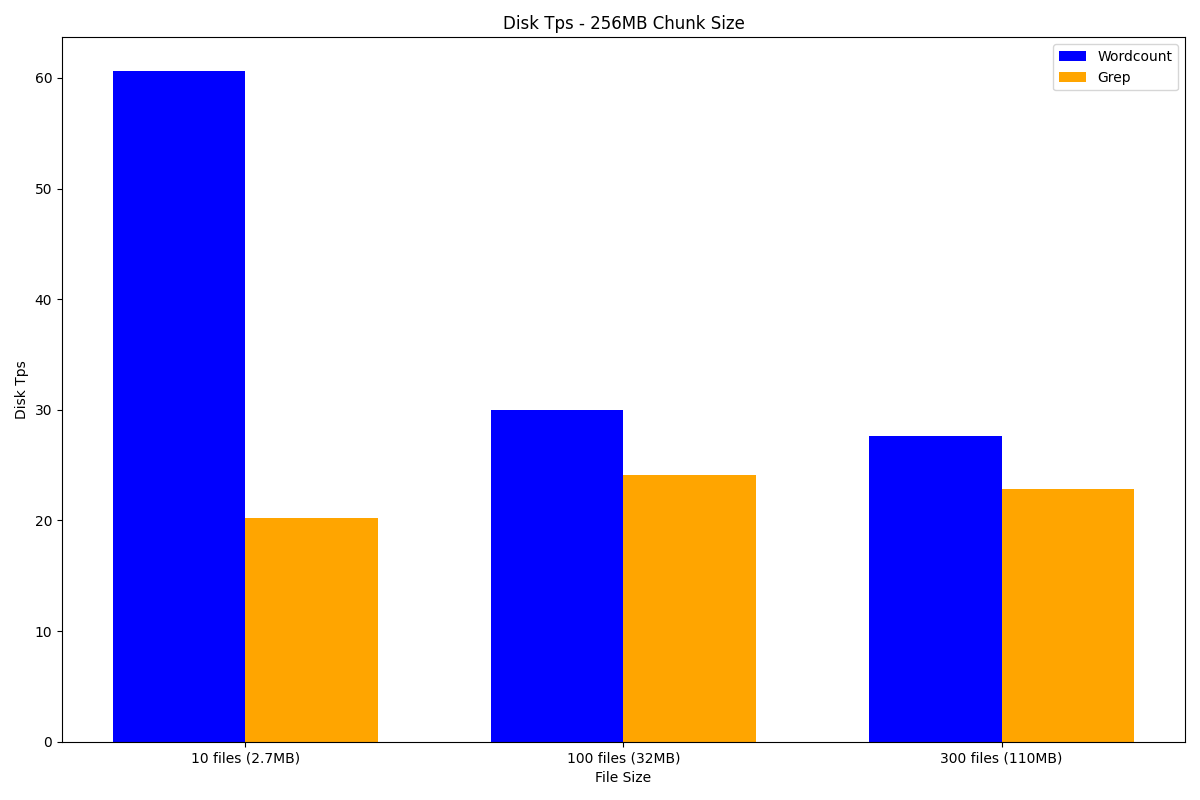 Disk Tps - 256MB Chunk Size
Wordcount
Grep
Disk Tps
60
50
40
30
20
10
0
10 files (2.7MB)
100 files (32MB)
300 files (110MB)
File Size